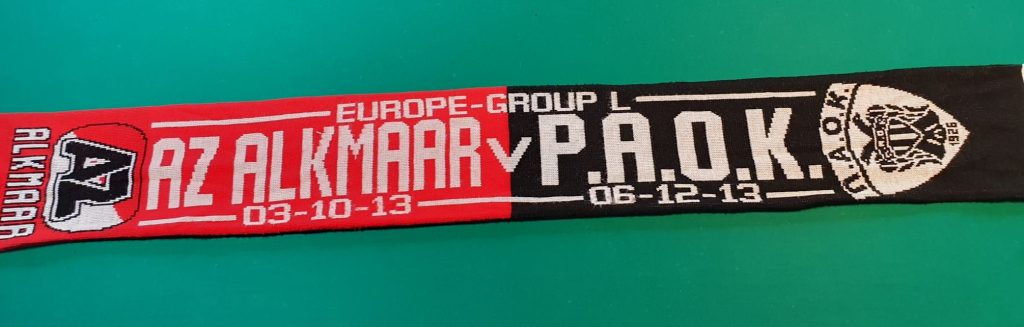 EUROPE-GROUP L
ALKMAAR
AZ
AZ ALKMAAR v P.A.O.K.
Π.Α.Ο.Κ.
1926
03-10-13
06-12-13